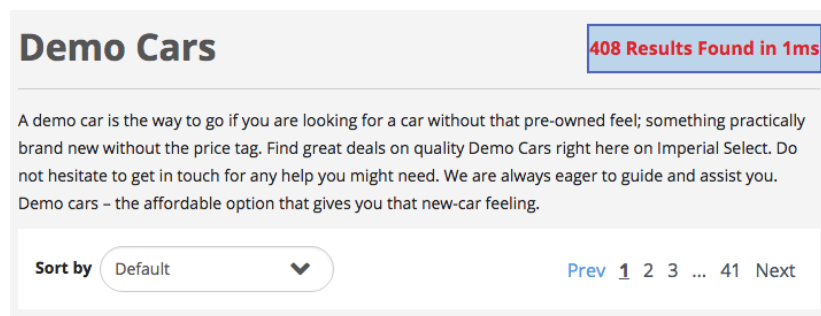 Demo Cars
408 Results Found in 1ms
A demo car is the way to go if you are looking for a car without that pre-owned feel; something practically
brand new without the price tag. Find great deals on quality Demo Cars right here on Imperial Select. Do
not hesitate to get in touch for any help you might need. We are always eager to guide and assist you.
Demo cars – the affordable option that gives you that new-car feeling.
Sort by Default
Prev 1 2 3 ... 41 Next